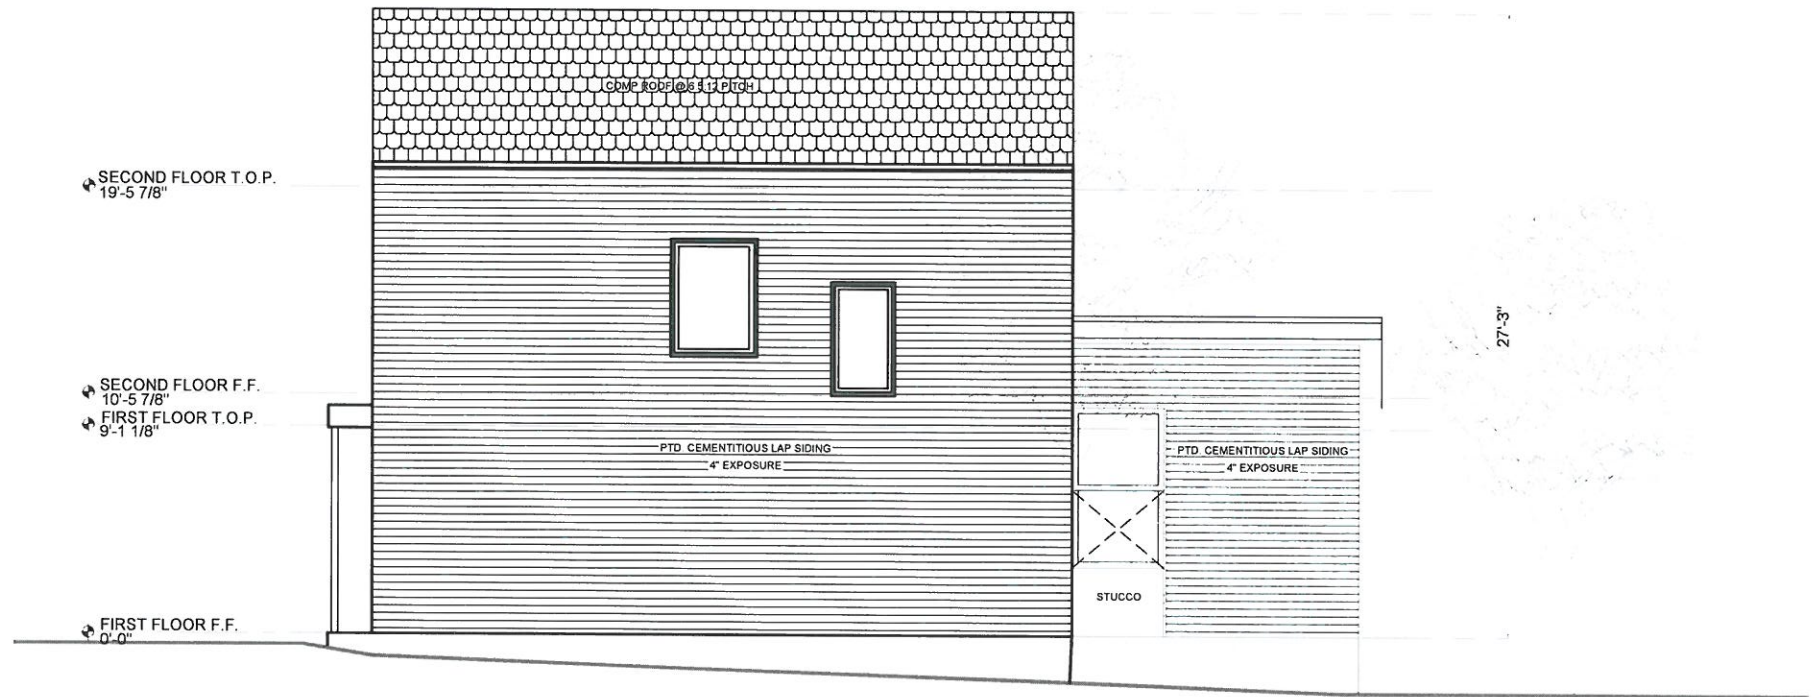 COMP ROOF @ 6.5:12 PITCH
SECOND FLOOR T.O.P.
19'-5 7/8"
27'-3"
SECOND FLOOR F.F.
10'-5 7/8"
FIRST FLOOR T.O.P.
9'-1 1/8"
PTD. CEMENTITIOUS LAP SIDING
4" EXPOSURE
PTD. CEMENTITIOUS LAP SIDING
4" EXPOSURE
STUCCO
FIRST FLOOR F.F.
0'-0"